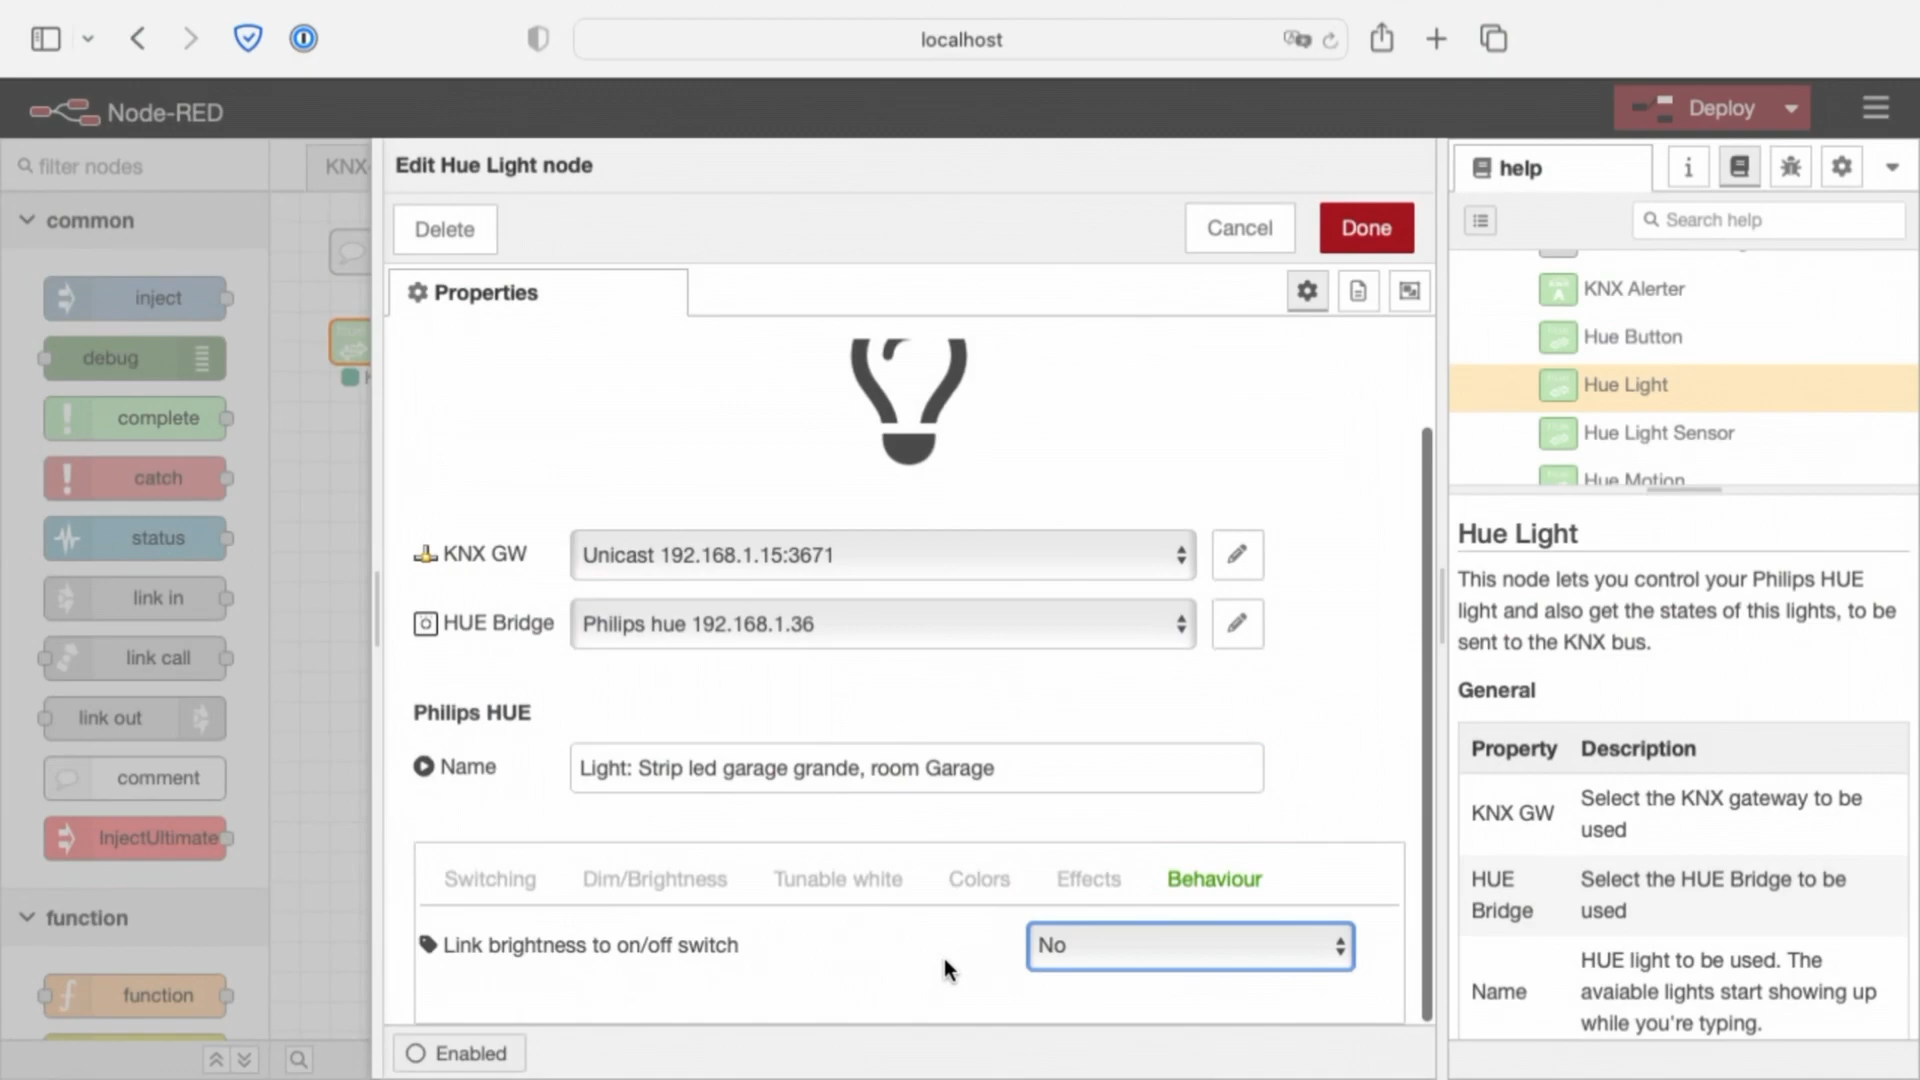 localhost
Node-RED
Deploy
filter nodes
common
inject
debug
complete
catch
status
link in
link call
link out
comment
InjectUltimate
function
function
KNX
Edit Hue Light node
Delete
Cancel
Done
Properties
KNX GW
Unicast 192.168.1.15:3671
HUE Bridge
Philips hue 192.168.1.36
Philips HUE
Name
Light: Strip led garage grande, room Garage
Switching
Dim/Brightness
Tunable white
Colors
Effects
Behaviour
Link brightness to on/off switch
No
Enabled
help
Search help
KNX Alerter
Hue Button
Hue Light
Hue Light Sensor
Hue Motion
Hue Light
This node lets you control your Philips HUE
light and also get the states of this lights, to be
sent to the KNX bus.
General
Property Description
KNX GW
Select the KNX gateway to be
used
HUE
Bridge
Select the HUE Bridge to be
used
Name
HUE light to be used. The
avaiable lights start showing up
while you're typing.